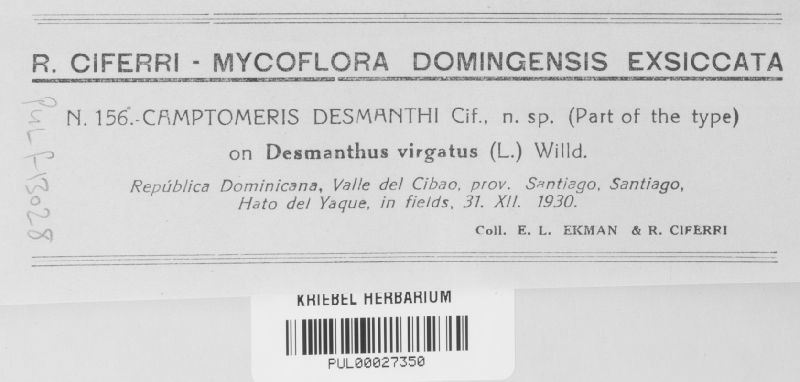 R. CIFERRI - MYCOFLORA DOMINGENSIS EXSICCATA
N. 156.-CAMPTOMERIS DESMANTHI Cif., n. sp. (Part of the type)
on Desmanthus virgatus (L.) Willd.
República Dominicana, Valle del Cibao, prov. Santiago, Santiago,
Hato del Yaque, in fields, 31. XII. 1930.
Coll. E. L. EKMAN & R. CIFERRI
PUL F13028
KRIEBEL HERBARIUM
PUL00027350